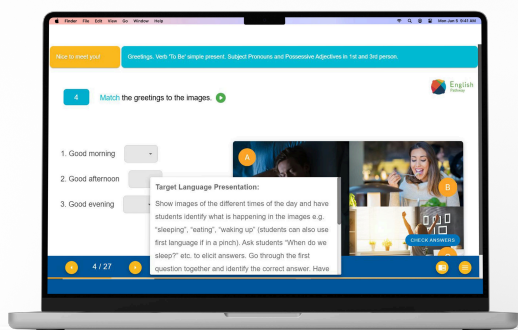 Finder File Edit View Go Window Help
Mon Jun 5 9:41 AM
Nice to meet you!
Greetings, Verb 'To Be' simple present, Subject Pronouns and Possessive Adjectives in 1st and 3rd person.
English
Pathway
4 Match the greetings to the images.
1. Good morning
2. Good afternoon
3. Good evening
A
B
Target Language Presentation:
Show images of the different times of the day and have
students identify what is happening in the images e.g.
“sleeping”, “eating”, “waking up” (students can also use
first language if in a pinch). Ask students “When do we
sleep?” etc. to elicit answers. Go through the first
question together and identify the correct answer. Have
CHECK ANSWERS
4 / 27